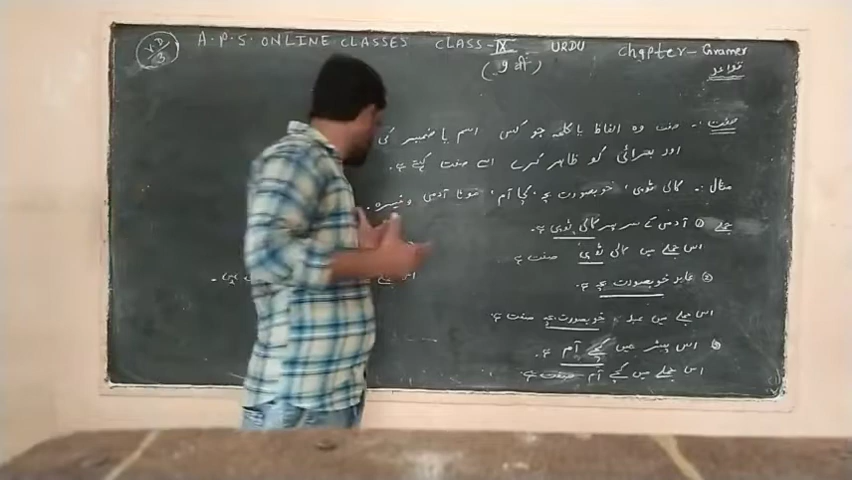 V.D/3 A.P.S. ONLINE CLASSES CLASS-IX URDU Chapter- Gramer
(9 वीं) قواعد
صفت :۔ صفت وہ الفاظ یا کلمہ جو کسی اسم یا ضمیر کی
اور برائی کو ظاہر کرے اسے صفت کہتے ہے۔
مثال :۔ کالی ٹوپی، خوبصورت بچہ، کچا آم، موٹا آدمی وغیرہ۔
جملے ① آدمی کے سر پر کالی ٹوپی ہے۔
اس جملے میں کالی ٹوپی صفت ہے
② عابد خوبصورت بچہ ہے۔
اس جملے میں خوبصورت بچہ صفت ہے
③ اس پیڑ میں کچے آم ہے۔
اس جملے میں کچے آم صفت ہے